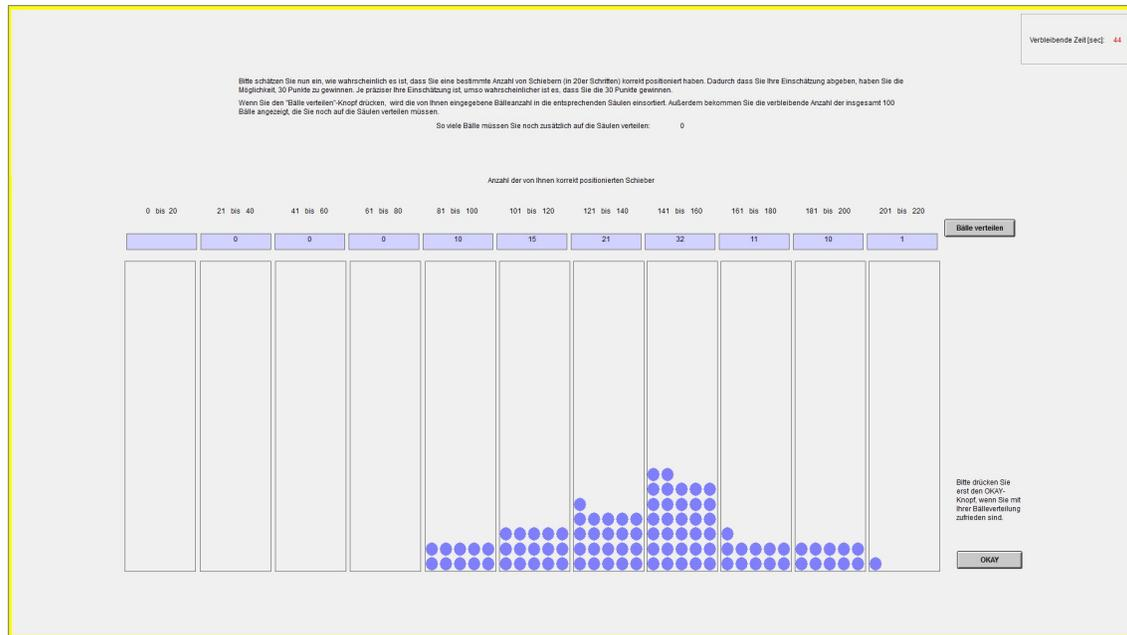 Verbleibende Zeit [sec]: 44
Bitte schätzen Sie nun ein, wie wahrscheinlich es ist, dass Sie eine bestimmte Anzahl von Schiebern (in 20er Schritten) korrekt positioniert haben. Dadurch dass Sie Ihre Einschätzung abgeben, haben Sie die
Möglichkeit, 30 Punkte zu gewinnen. Je präziser Ihre Einschätzung ist, umso wahrscheinlicher ist es, dass Sie die 30 Punkte gewinnen.
Wenn Sie den "Bälle verteilen"-Knopf drücken, wird die von Ihnen eingegebene Bälleanzahl in die entsprechenden Säulen einsortiert. Außerdem bekommen Sie die verbleibende Anzahl der insgesamt 100
Bälle angezeigt, die Sie noch auf die Säulen verteilen müssen.
So viele Bälle müssen Sie noch zusätzlich auf die Säulen verteilen: 0
Anzahl der von Ihnen korrekt positionierten Schieber
0 bis 20 21 bis 40 41 bis 60 61 bis 80 81 bis 100 101 bis 120 121 bis 140 141 bis 160 161 bis 180 181 bis 200 201 bis 220
Bälle verteilen
0 0 0 10 15 21 32 11 10 1
Bitte drücken Sie
erst den OKAY-
Knopf, wenn Sie mit
Ihrer Bälleverteilung
zufrieden sind.
OKAY